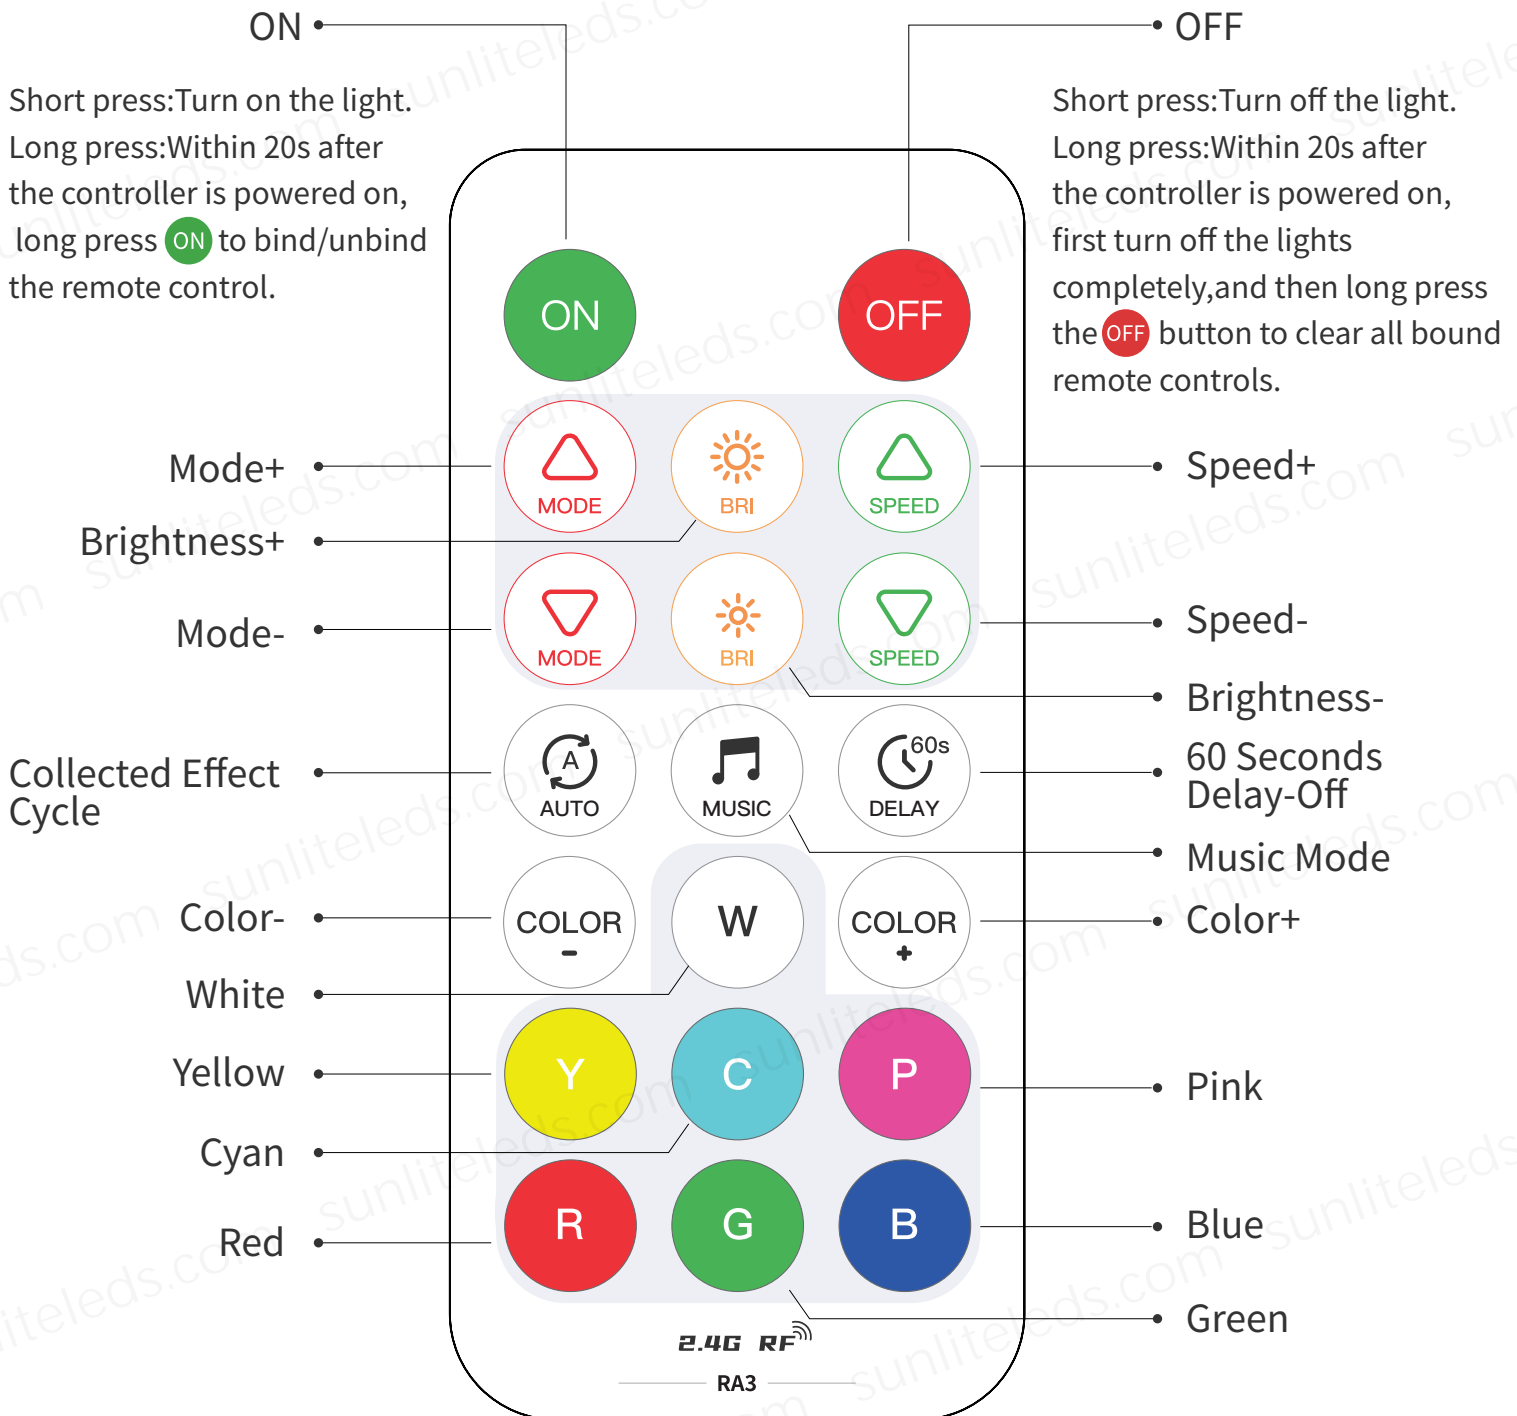 ON
OFF
Short press:Turn on the light.
Long press:Within 20s after
the controller is powered on,
long press ON to bind/unbind
the remote control.
Short press:Turn off the light.
Long press:Within 20s after
the controller is powered on,
first turn off the lights
completely,and then long press
the OFF button to clear all bound
remote controls.
ON
OFF
Mode+
MODE
BRI
SPEED
Speed+
Brightness+
Mode-
MODE
BRI
SPEED
Speed-
Brightness-
Collected Effect
Cycle
A
AUTO
MUSIC
60s
DELAY
60 Seconds
Delay-Off
Music Mode
Color-
COLOR
-
W
COLOR
+
Color+
White
Yellow
Y
C
P
Pink
Cyan
Red
R
G
B
Blue
Green
2.4G RF
RA3
sunliteleds.com